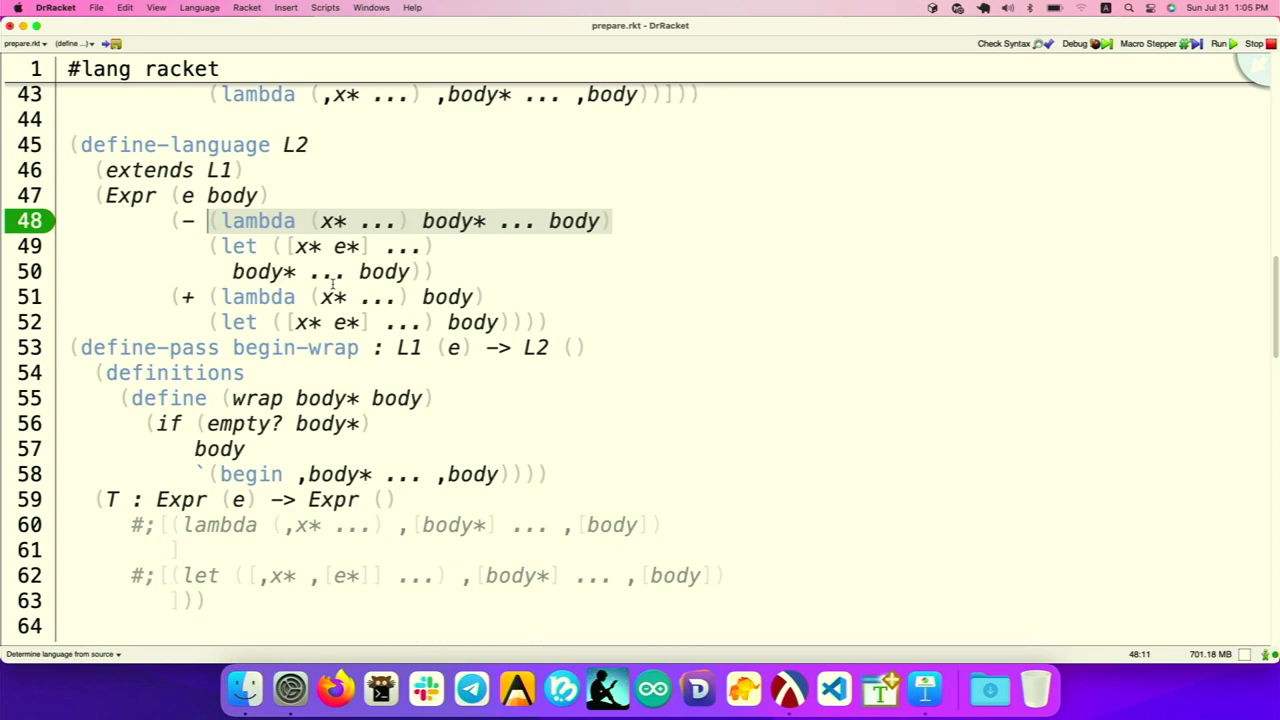 DrRacket File Edit View Language Racket Insert Scripts Windows Help Sun Jul 31 1:05 PM
prepare.rkt - DrRacket
prepare.rkt (define ...) Check Syntax Debug Macro Stepper Run Stop
1 #lang racket
43 (lambda (,x* ...) ,body* ... ,body))]))
44
45 (define-language L2
46 (extends L1)
47 (Expr (e body)
48 (- (lambda (x* ...) body* ... body)
49 (let ([x* e*] ...)
50 body* ... body))
51 (+ (lambda (x* ...) body)
52 (let ([x* e*] ...) body))))
53 (define-pass begin-wrap : L1 (e) -> L2 ()
54 (definitions
55 (define (wrap body* body)
56 (if (empty? body*)
57 body
58 `(begin ,body* ... ,body))))
59 (T : Expr (e) -> Expr ()
60 #;[(lambda (,x* ...) ,[body*] ... ,[body])
61 ]
62 #;[(let ([,x* ,[e*]] ...) ,[body*] ... ,[body])
63 ]))
64
Determine language from source 48:11 701.18 MB